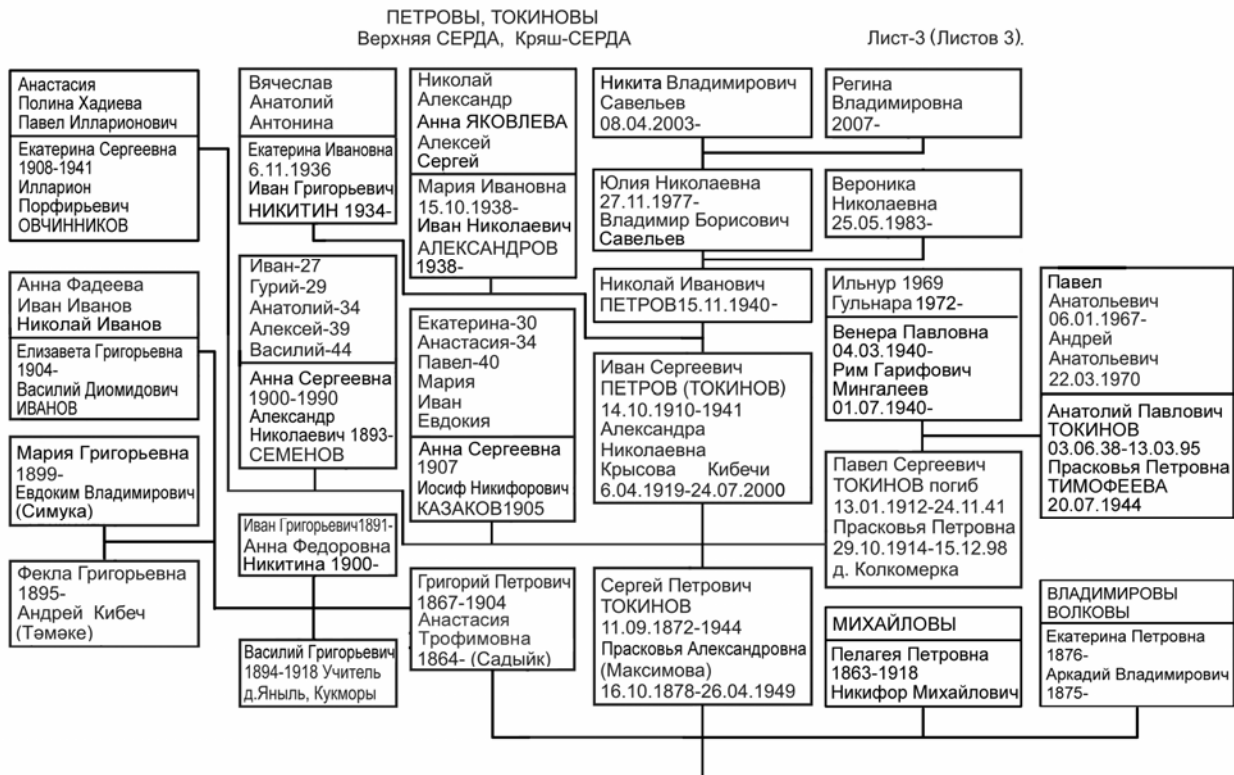 ПЕТРОВЫ, ТОКИНОВЫ
Верхняя СЕРДА, Кряш-СЕРДА
Лист-3 (Листов 3).
Анастасия
Полина Хадиева
Павел Илларионович
Екатерина Сергеевна
1908-1941
Илларион
Порфирьевич
ОВЧИННИКОВ
Вячеслав
Анатолий
Антонина
Екатерина Ивановна
6.11.1936
Иван Григорьевич
НИКИТИН 1934-
Николай
Александр
Анна ЯКОВЛЕВА
Алексей
Сергей
Мария Ивановна
15.10.1938-
Иван Николаевич
АЛЕКСАНДРОВ
1938-
Никита Владимирович
Савельев
08.04.2003-
Регина
Владимировна
2007-
Юлия Николаевна
27.11.1977-
Владимир Борисович
Савельев
Вероника
Николаевна
25.05.1983-
Анна Фадеева
Иван Иванов
Николай Иванов
Елизавета Григорьевна
1904-
Василий Диомидович
ИВАНОВ
Иван-27
Гурий-29
Анатолий-34
Алексей-39
Василий-44
Анна Сергеевна
1900-1990
Александр
Николаевич 1893-
СЕМЕНОВ
Екатерина-30
Анастасия-34
Павел-40
Мария
Иван
Евдокия
Анна Сергеевна
1907
Иосиф Никифорович
КАЗАКОВ1905
Николай Иванович
ПЕТРОВ15.11.1940-
Иван Сергеевич
ПЕТРОВ (ТОКИНОВ)
14.10.1910-1941
Александра
Николаевна
Крысова Кибечи
6.04.1919-24.07.2000
Ильнур 1969
Гульнара1972-
Венера Павловна
04.03.1940-
Рим Гарифович
Мингалеев
01.07.1940-
Павел
Анатольевич
06.01.1967-
Андрей
Анатольевич
22.03.1970
Анатолий Павлович
ТОКИНОВ
03.06.38-13.03.95
Прасковья Петровна
ТИМОФЕЕВА
20.07.1944
Мария Григорьевна
1899-
Евдоким Владимирович
(Симука)
Иван Григорьевич1891-
Анна Федоровна
Никитина 1900-
Павел Сергеевич
ТОКИНОВ погиб
13.01.1912-24.11.41
Прасковья Петровна
29.10.1914-15.12.98
д. Колкомерка
Фекла Григорьевна
1895-
Андрей Кибеч
(Тәмәке)
Василий Григорьевич
1894-1918 Учитель
д.Яныль, Кукморы
Григорий Петрович
1867-1904
Анастасия
Трофимовна
1864- (Садыйк)
Сергей Петрович
ТОКИНОВ
11.09.1872-1944
Прасковья Александровна
(Максимова)
16.10.1878-26.04.1949
МИХАЙЛОВЫ
Пелагея Петровна
1863-1918
Никифор Михайлович
ВЛАДИМИРОВЫ
ВОЛКОВЫ
Екатерина Петровна
1876-
Аркадий Владимирович
1875-